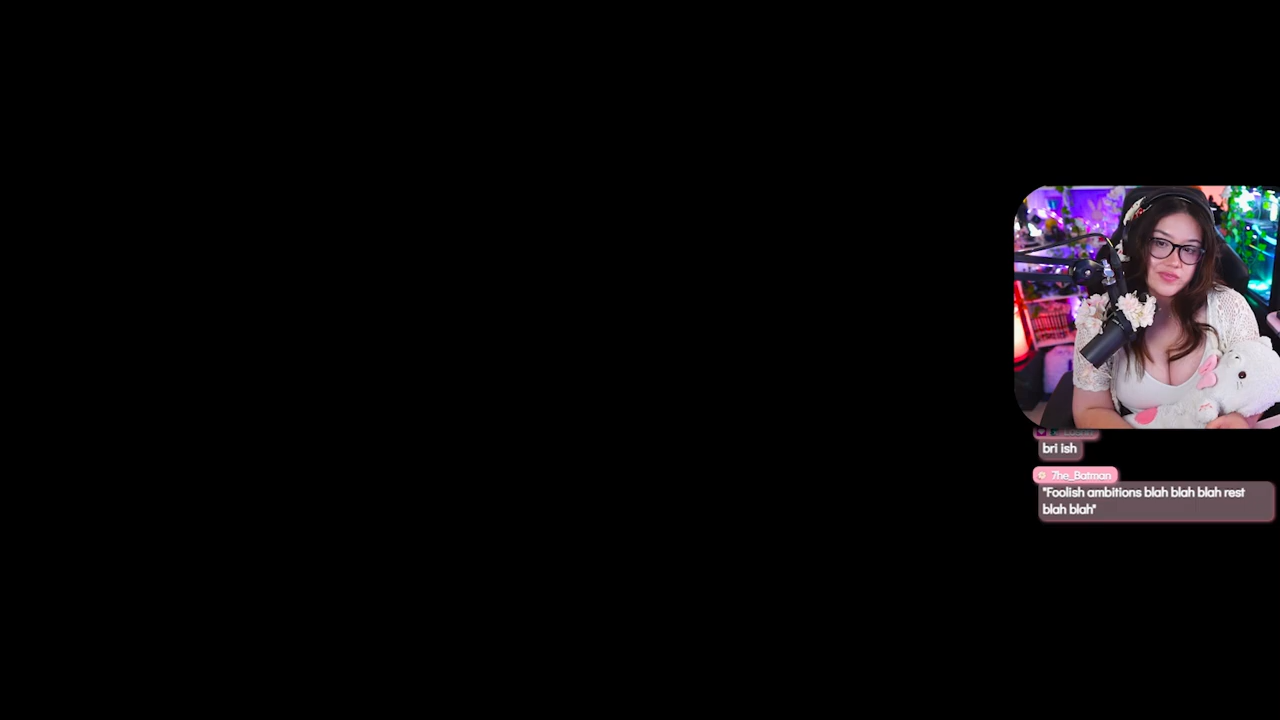 bri ish
7he_Batman
"Foolish ambitions blah blah blah rest
blah blah"